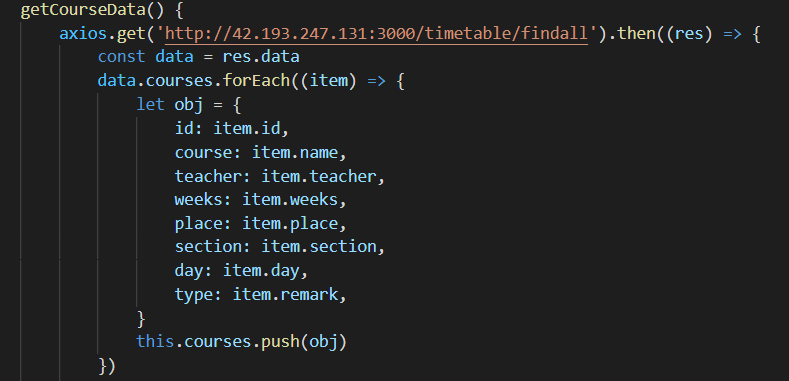 getCourseData() {
axios.get('http://42.193.247.131:3000/timetable/findall').then((res) => {
const data = res.data
data.courses.forEach((item) => {
let obj = {
id: item.id,
course: item.name,
teacher: item.teacher,
weeks: item.weeks,
place: item.place,
section: item.section,
day: item.day,
type: item.remark,
}
this.courses.push(obj)
})